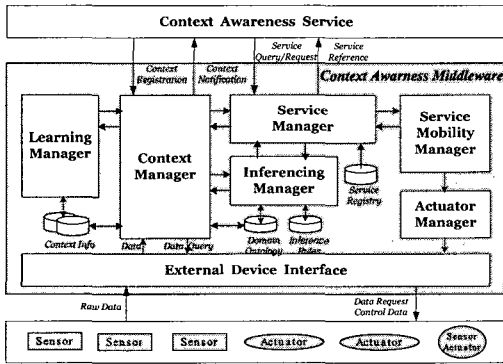 Context Awareness Service
Context
Registration
Context
Notification
Service
Query/Request
Service
Reference
Context Awarness Middleware
Learning
Manager
Context
Manager
Service
Manager
Service
Mobility
Manager
Inferencing
Manager
Service
Registry
Actuator
Manager
Context Info
Data
Data Query
Domain
Ontology
Inference
Rules
External Device Interface
Raw Data
Data Request
Control Data
Sensor
Sensor
Sensor
Actuator
Actuator
Sensor
Actuator